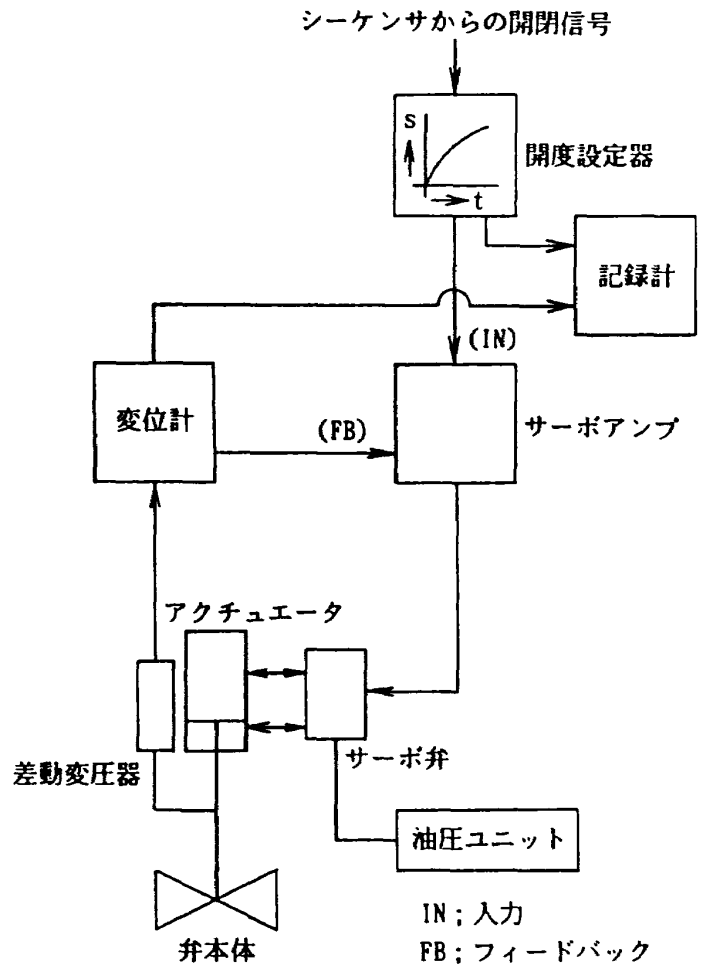 シーケンサからの開閉信号
s
t
開度設定器
記録計
(IN)
変位計
(FB)
サーボアンプ
アクチュエータ
サーボ弁
差動変圧器
油圧ユニット
弁本体
IN;入力
FB;フィードバック